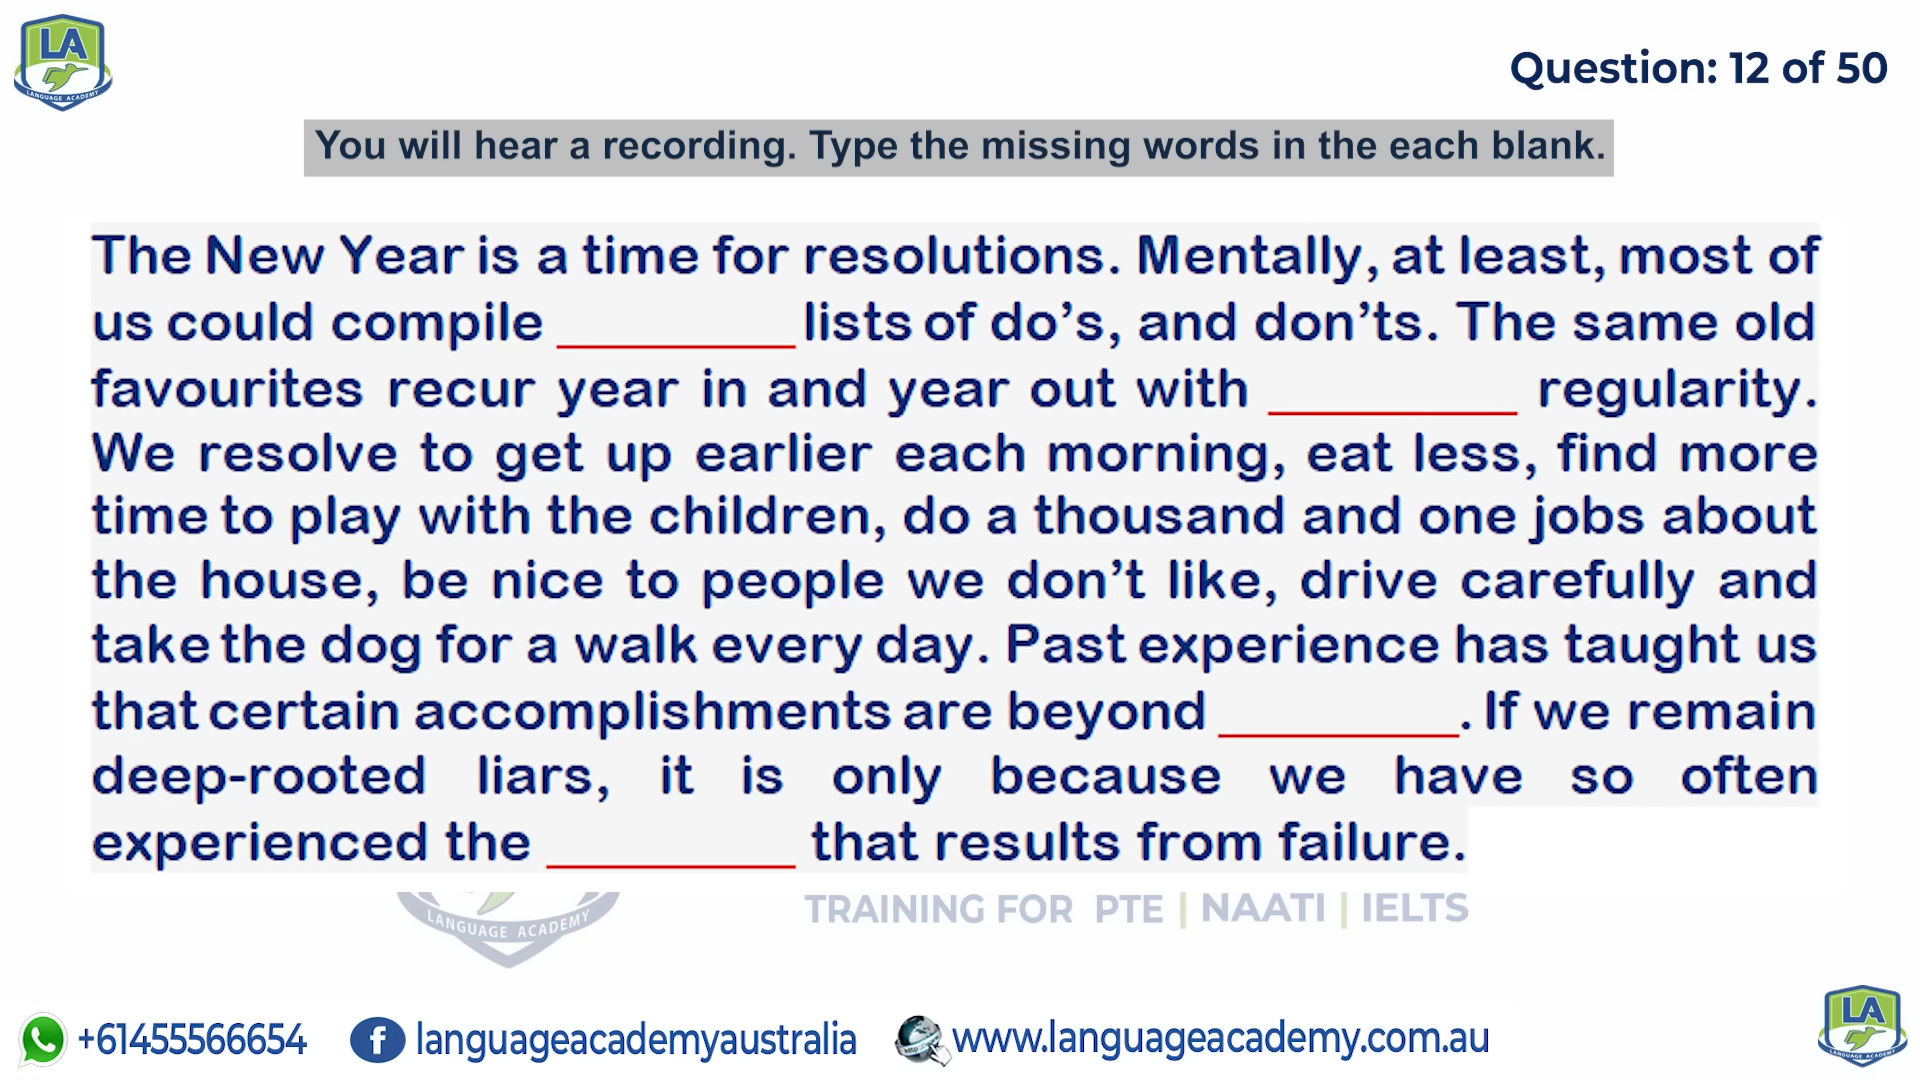 LA
LANGUAGE ACADEMY
Question: 12 of 50
You will hear a recording. Type the missing words in the each blank.
The New Year is a time for resolutions. Mentally, at least, most of
us could compile __________ lists of do's, and don'ts. The same old
favourites recur year in and year out with __________ regularity.
We resolve to get up earlier each morning, eat less, find more
time to play with the children, do a thousand and one jobs about
the house, be nice to people we don't like, drive carefully and
take the dog for a walk every day. Past experience has taught us
that certain accomplishments are beyond __________. If we remain
deep-rooted liars, it is only because we have so often
experienced the __________ that results from failure.
LANGUAGE ACADEMY
TRAINING FOR PTE | NAATI | IELTS
+61455566654
languageacademyaustralia
www.languageacademy.com.au
LA
LANGUAGE ACADEMY